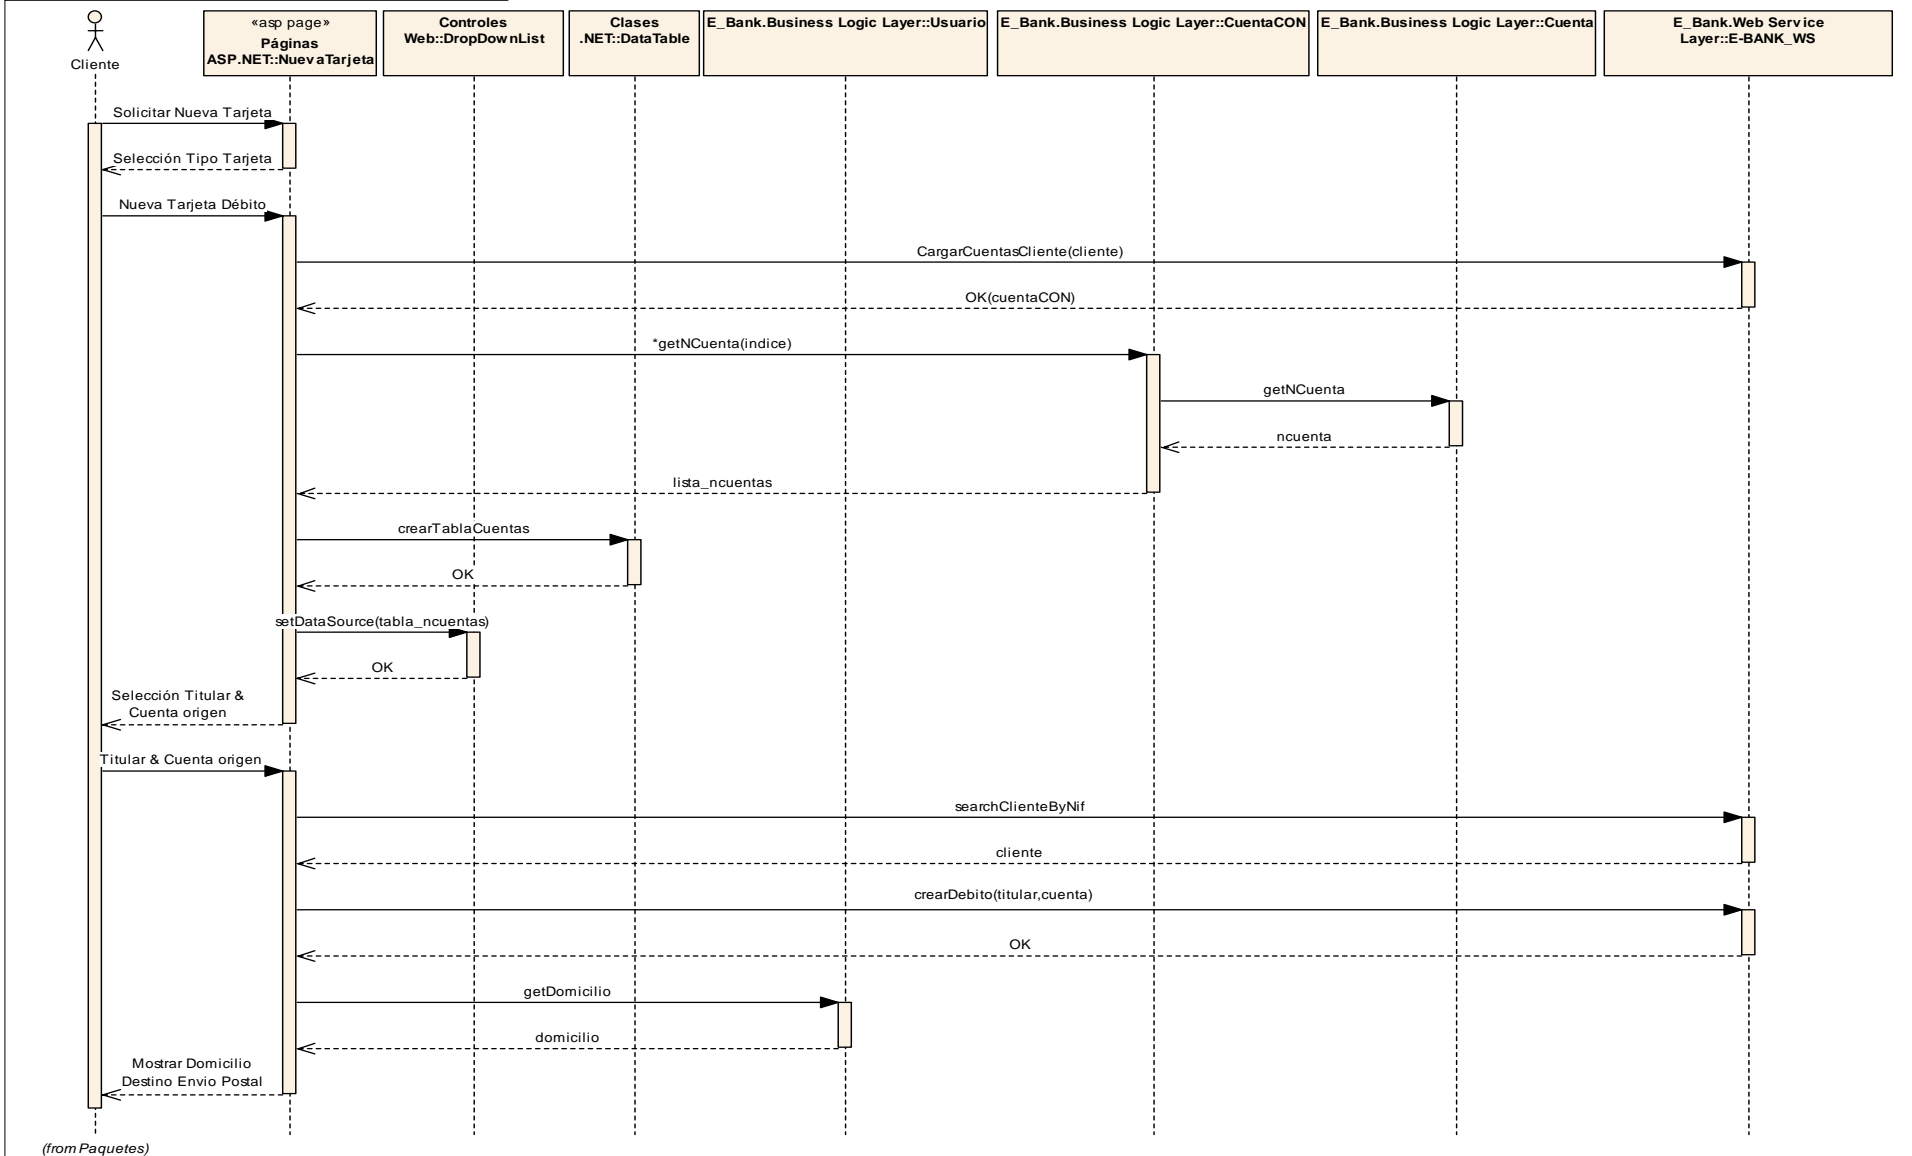 «asp page»
Páginas
ASP.NET::NuevaTarjeta
Controles
Web::DropDownList
Clases
.NET::DataTable
E_Bank.Business Logic Layer::Usuario
E_Bank.Business Logic Layer::CuentaCON
E_Bank.Business Logic Layer::Cuenta
E_Bank.Web Service
Layer::E-BANK_WS
Cliente
Solicitar Nueva Tarjeta
Selección Tipo Tarjeta
Nueva Tarjeta Débito
CargarCuentasCliente(cliente)
OK(cuentaCON)
*getNCuenta(indice)
getNCuenta
ncuenta
lista_ncuentas
crearTablaCuentas
OK
setDataSource(tabla_ncuentas)
OK
Selección Titular &
Cuenta origen
Titular & Cuenta origen
searchClienteByNif
cliente
crearDebito(titular,cuenta)
OK
getDomicilio
domicilio
Mostrar Domicilio
Destino Envio Postal
(from Paquetes)